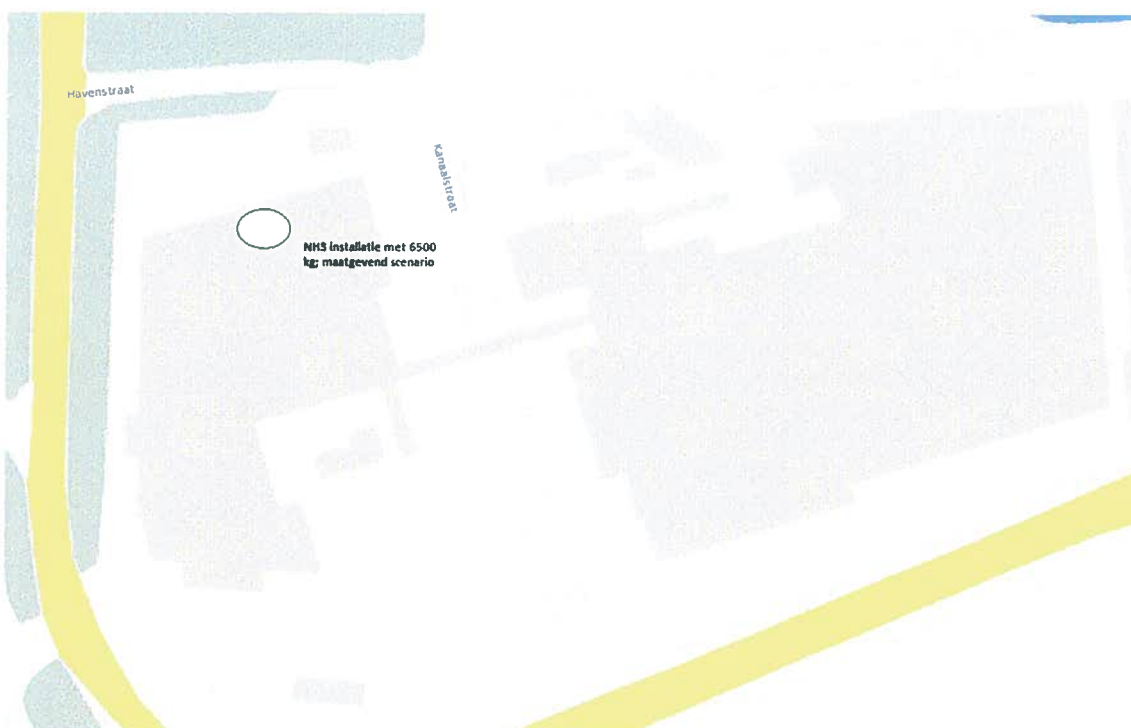 Havenstraat
Kanaalstraat
NH3 installatie met 6500
kg; maatgevend scenario